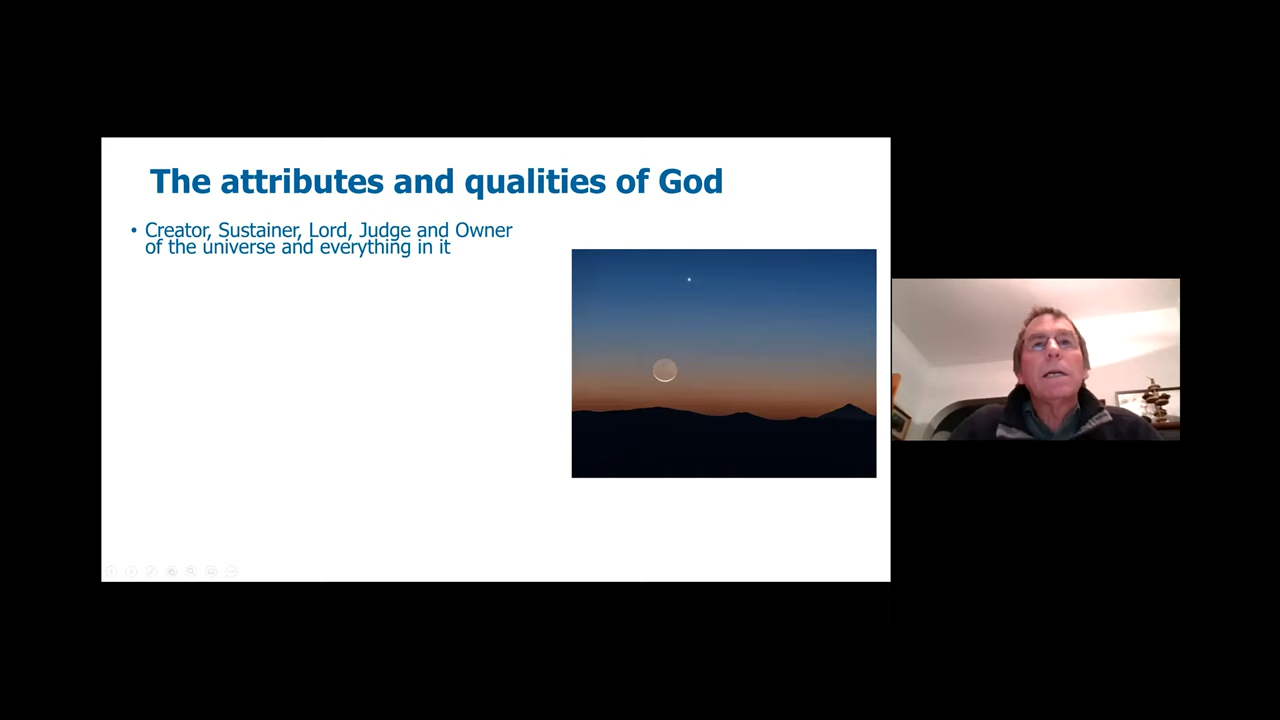 The attributes and qualities of God
• Creator, Sustainer, Lord, Judge and Owner
of the universe and everything in it